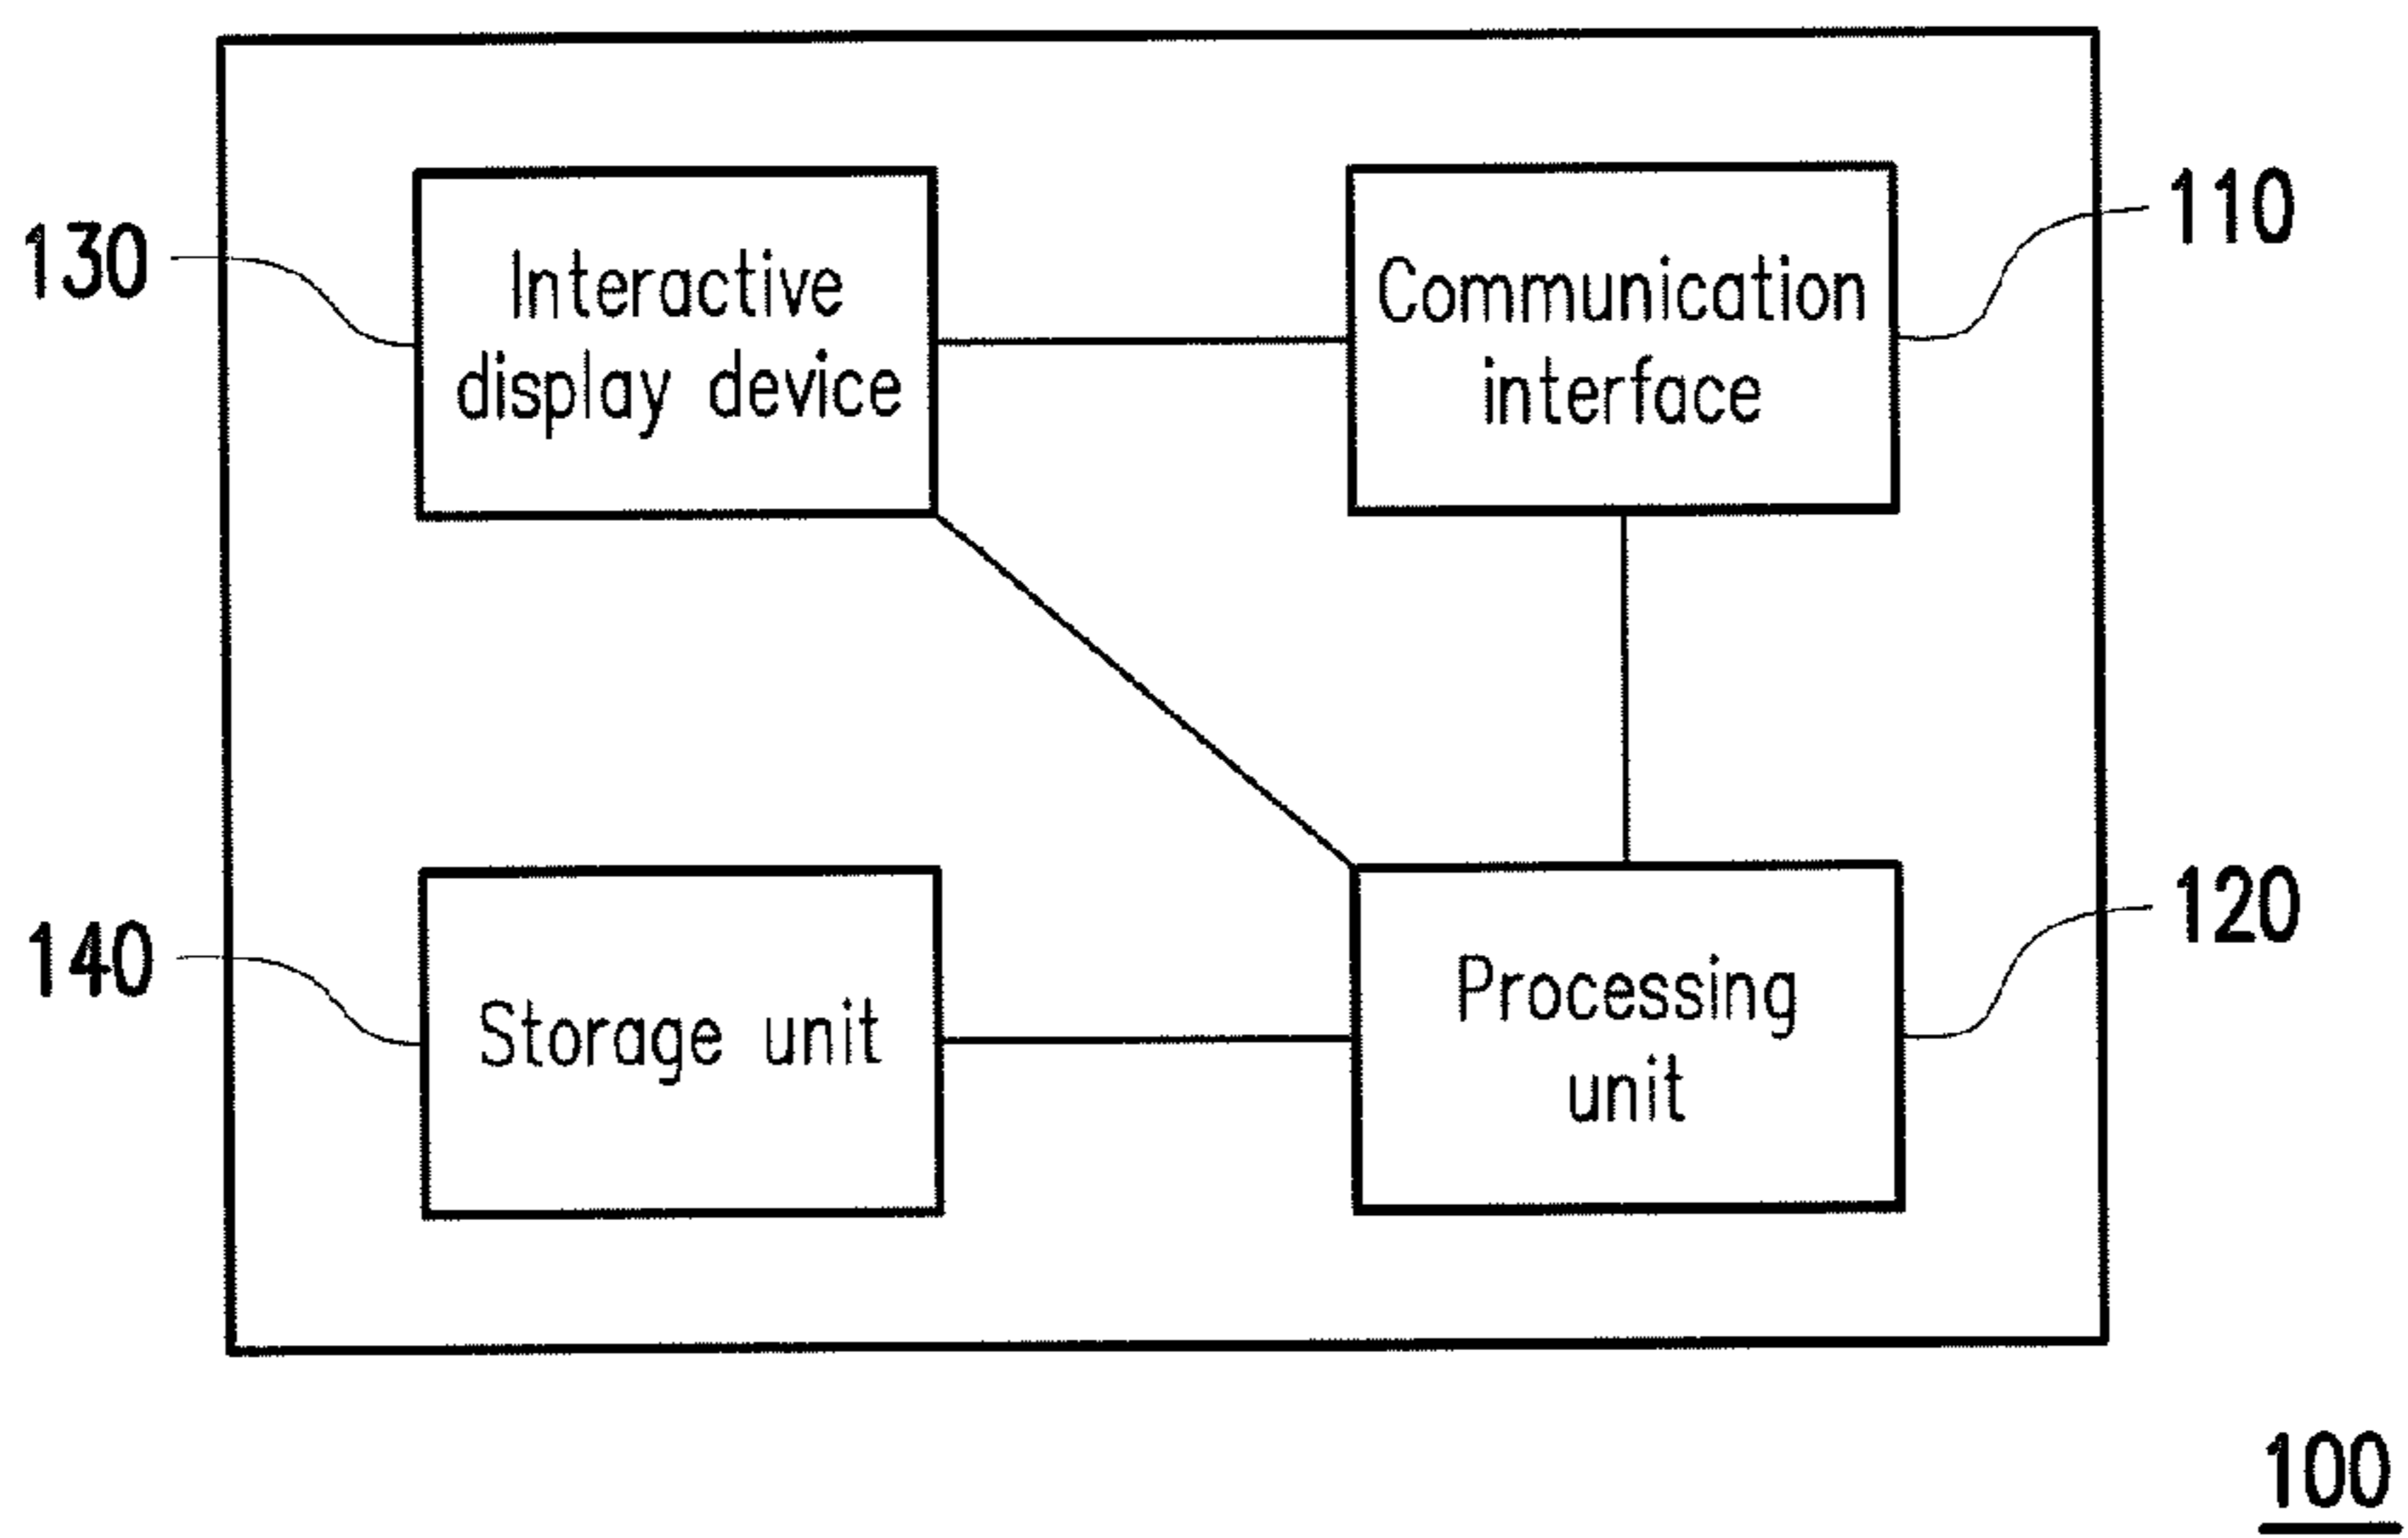 130
Interactive
display device
Communication
interface
110
140
Storage unit
Processing
unit
120
100